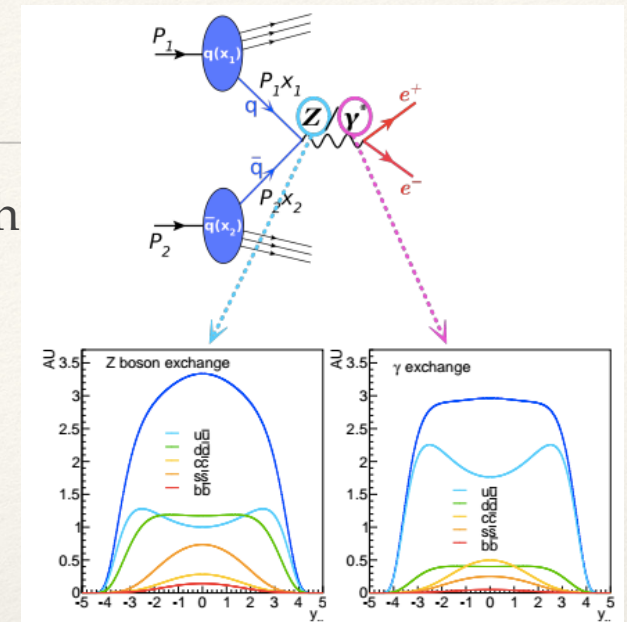 P₁
q(x₁)
P₁x₁
q
Z / γ*
e⁺
n
q̄
P₂x₂
e⁻
q̄(x₂)
P₂
AU
3.5
3
2.5
2
1.5
1
0.5
0
Z boson exchange
uū
dd̄
cc̄
ss̄
bb̄
-5 -4 -3 -2 -1 0 1 2 3 4 5
y..
AU
3.5
3
2.5
2
1.5
1
0.5
0
γ exchange
uū
dd̄
cc̄
ss̄
bb̄
-5 -4 -3 -2 -1 0 1 2 3 4 5
y..